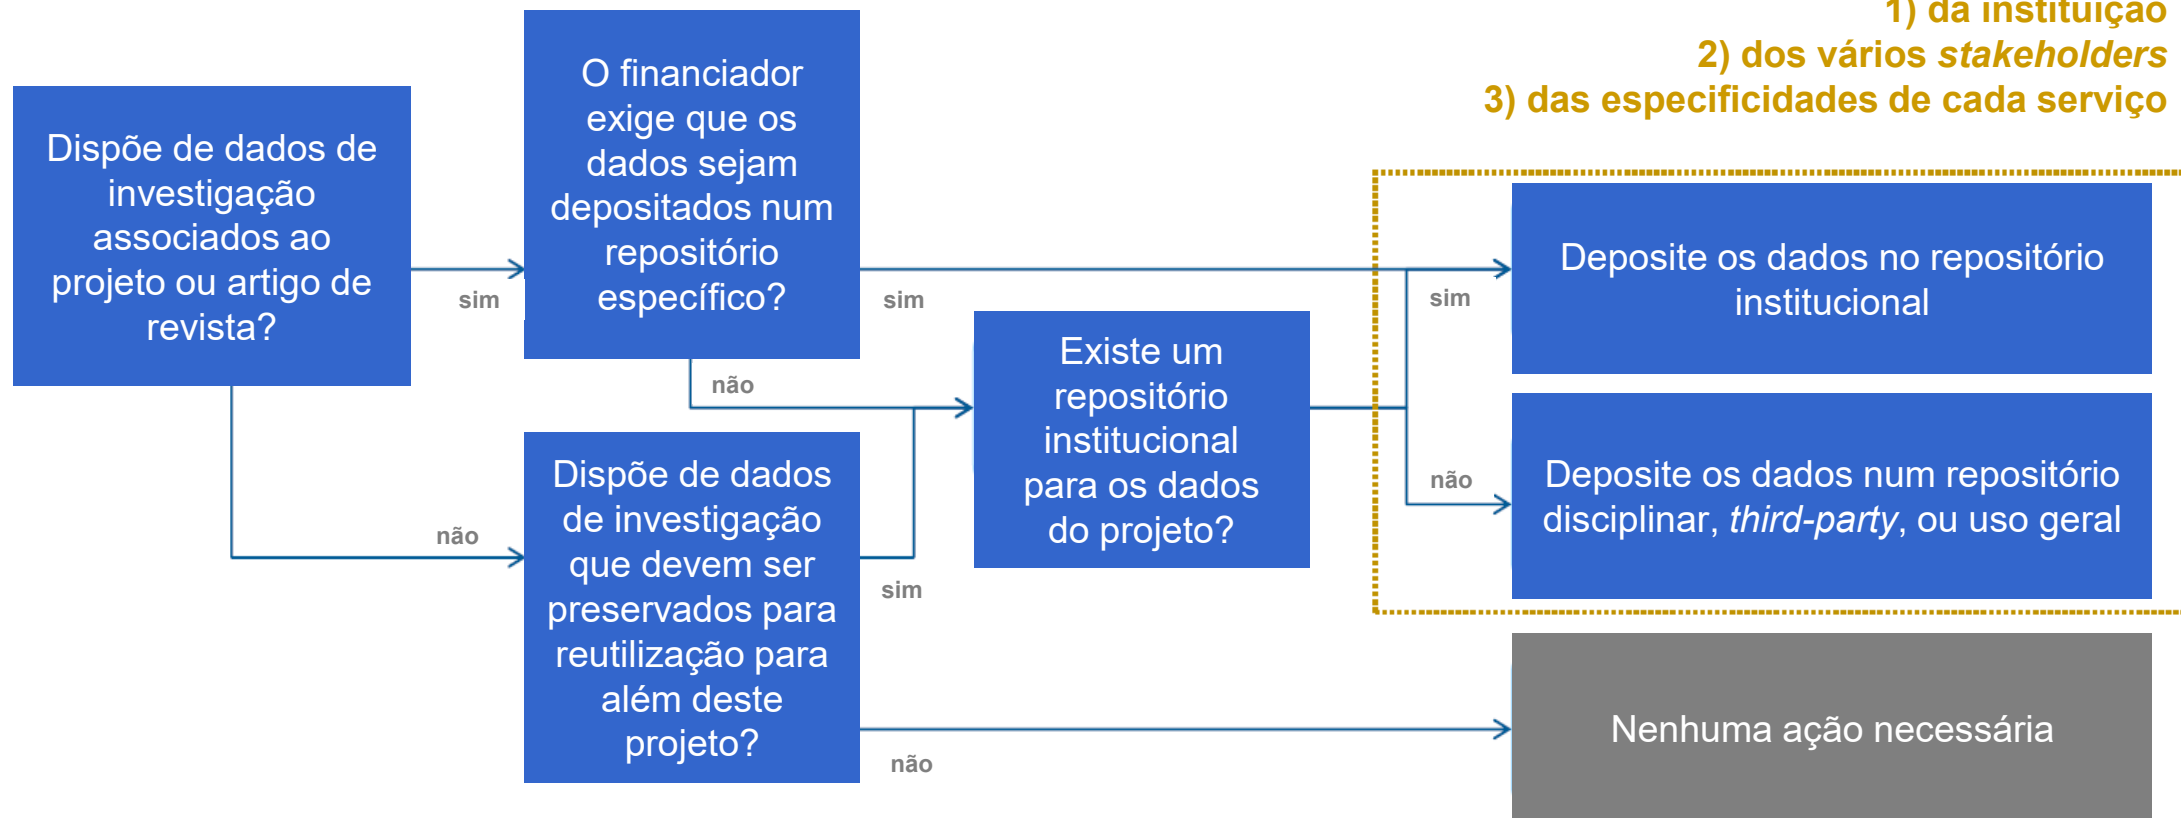 1) da instituição
2) dos vários stakeholders
3) das especificidades de cada serviço
Dispõe de dados de
investigação
associados ao
projeto ou artigo de
revista?
sim
não
O financiador
exige que os
dados sejam
depositados num
repositório
específico?
sim
não
Dispõe de dados
de investigação
que devem ser
preservados para
reutilização para
além deste
projeto?
sim
não
Existe um
repositório
institucional
para os dados
do projeto?
sim
não
Deposite os dados no repositório
institucional
Deposite os dados num repositório
disciplinar, third-party, ou uso geral
Nenhuma ação necessária